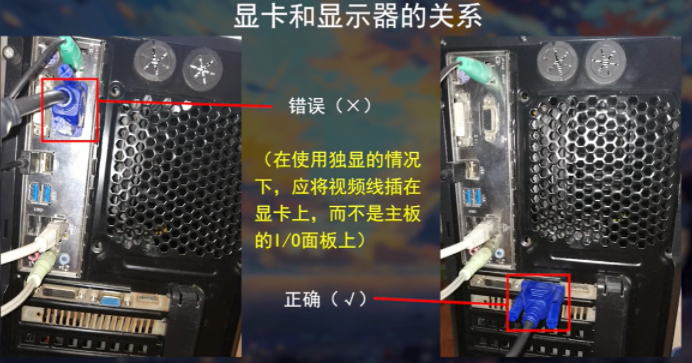 显卡和显示器的关系
错误（×）
（在使用独显的情况
下，应将视频线插在
显卡上，而不是主板
的I/O面板上）
正确（√）